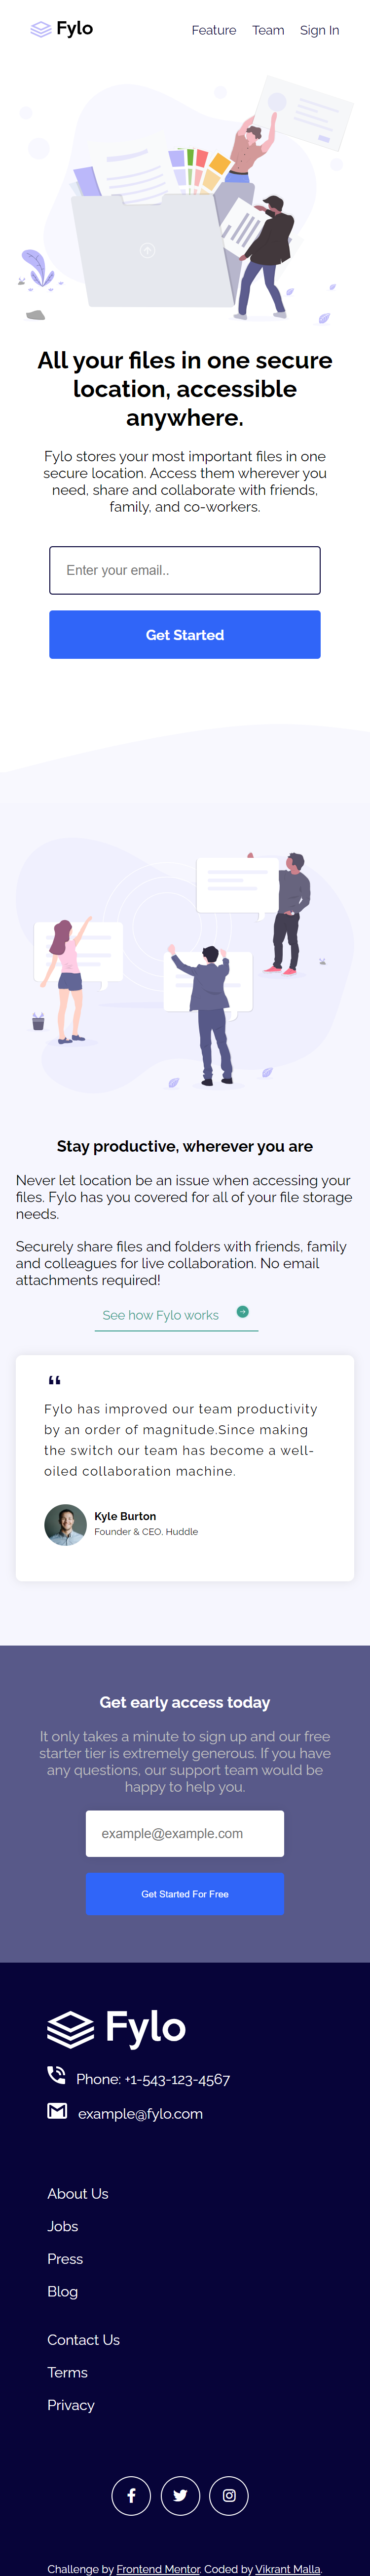 Fylo
Feature Team Sign In
All your files in one secure
location, accessible
anywhere.
Fylo stores your most important files in one
secure location. Access them wherever you
need, share and collaborate with friends,
family, and co-workers.
Enter your email..
Get Started
Stay productive, wherever you are
Never let location be an issue when accessing your
files. Fylo has you covered for all of your file storage
needs.
Securely share files and folders with friends, family
and colleagues for live collaboration. No email
attachments required!
See how Fylo works
“
Fylo has improved our team productivity
by an order of magnitude.Since making
the switch our team has become a well-
oiled collaboration machine.
Kyle Burton
Founder & CEO, Huddle
Get early access today
It only takes a minute to sign up and our free
starter tier is extremely generous. If you have
any questions, our support team would be
happy to help you.
example@example.com
Get Started For Free
Fylo
Phone: +1-543-123-4567
example@fylo.com
About Us
Jobs
Press
Blog
Contact Us
Terms
Privacy
Challenge by Frontend Mentor. Coded by Vikrant Malla.